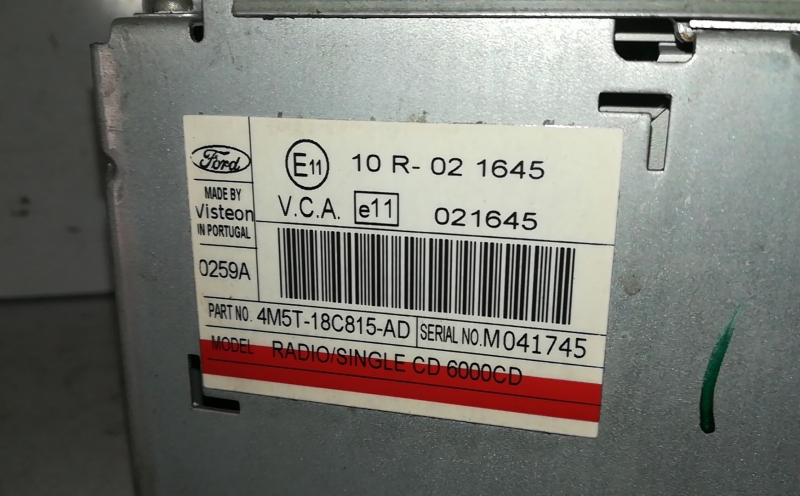 Ford
E11 10 R- 02 1645
MADE BY
Visteon
IN PORTUGAL
V.C.A. e11 021645
0259A
PART NO. 4M5T-18C815-AD SERIAL NO. M041745
MODEL RADIO/SINGLE CD 6000CD